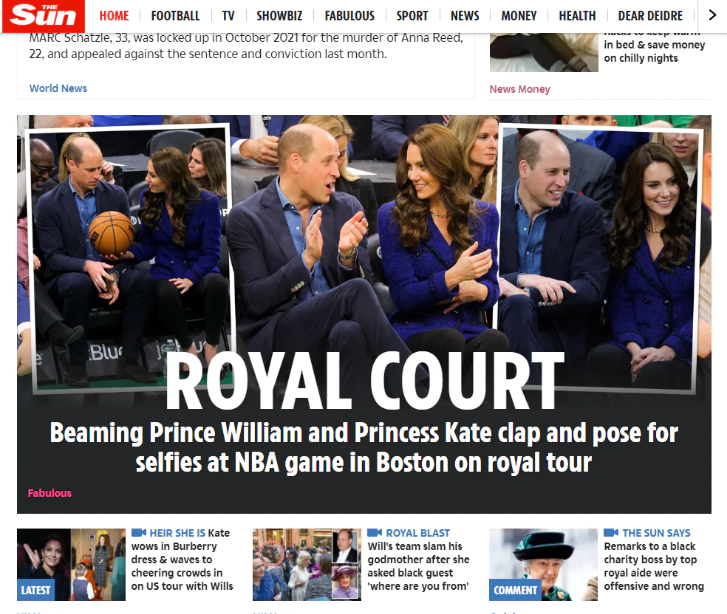 THE
Sun
HOME
FOOTBALL
TV
SHOWBIZ
FABULOUS
SPORT
NEWS
MONEY
HEALTH
DEAR DEIDRE
MARC Schatzle, 33, was locked up in October 2021 for the murder of Anna Reed,
22, and appealed against the sentence and conviction last month.
World News
in bed & save money
on chilly nights
News Money
ROYAL COURT
Beaming Prince William and Princess Kate clap and pose for
selfies at NBA game in Boston on royal tour
Fabulous
LATEST
HEIR SHE IS Kate
wows in Burberry
dress & waves to
cheering crowds in
on US tour with Wills
ROYAL BLAST
Will's team slam his
godmother after she
asked black guest
'where are you from'
COMMENT
THE SUN SAYS
Remarks to a black
charity boss by top
royal aide were
offensive and wrong